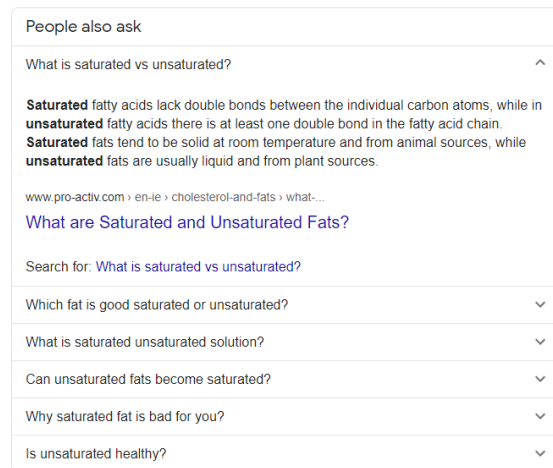 People also ask
What is saturated vs unsaturated?
Saturated fatty acids lack double bonds between the individual carbon atoms, while in
unsaturated fatty acids there is at least one double bond in the fatty acid chain.
Saturated fats tend to be solid at room temperature and from animal sources, while
unsaturated fats are usually liquid and from plant sources.
www.pro-activ.com › en-ie › cholesterol-and-fats › what-...
What are Saturated and Unsaturated Fats?
Search for: What is saturated vs unsaturated?
Which fat is good saturated or unsaturated?
What is saturated unsaturated solution?
Can unsaturated fats become saturated?
Why saturated fat is bad for you?
Is unsaturated healthy?